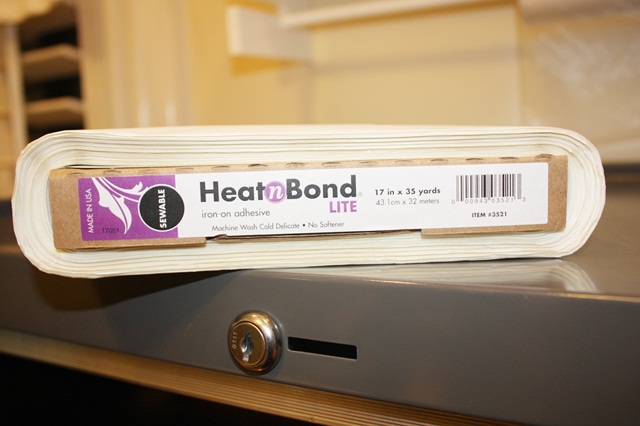 MADE IN USA
SEWABLE
HeatnBond
LITE
iron-on adhesive
Machine Wash Cold Delicate • No Softener
17 in x 35 yards
43.1cm x 32 meters
ITEM #3521